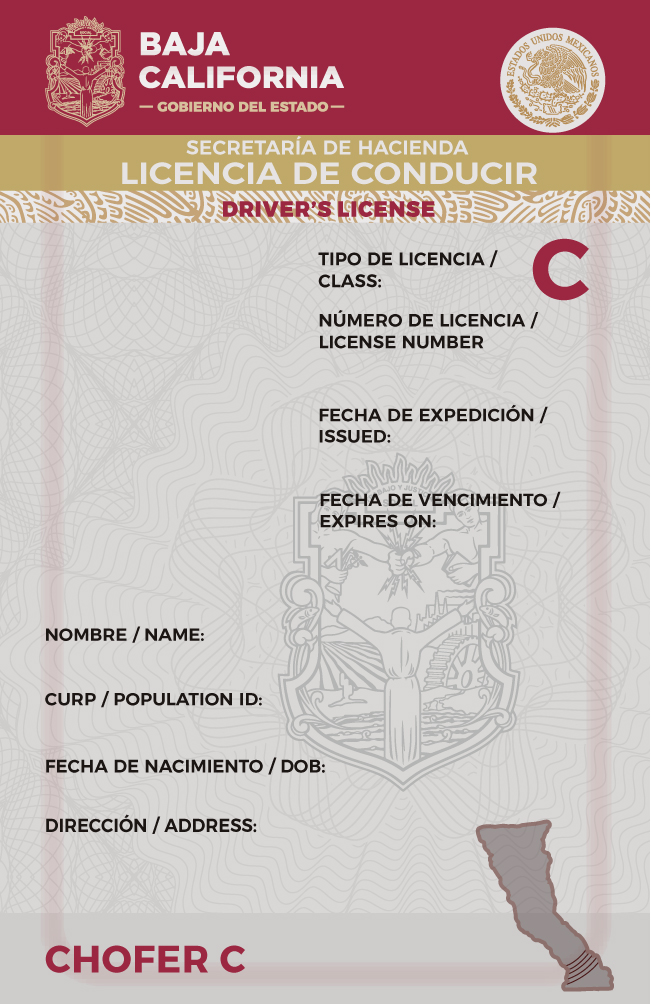 BAJA
CALIFORNIA
— GOBIERNO DEL ESTADO —
ESTADOS UNIDOS MEXICANOS
SECRETARÍA DE HACIENDA
LICENCIA DE CONDUCIR
DRIVER'S LICENSE
TIPO DE LICENCIA /
CLASS:
C
NÚMERO DE LICENCIA /
LICENSE NUMBER
FECHA DE EXPEDICIÓN /
ISSUED:
FECHA DE VENCIMIENTO /
EXPIRES ON:
NOMBRE / NAME:
CURP / POPULATION ID:
FECHA DE NACIMIENTO / DOB:
DIRECCIÓN / ADDRESS:
CHOFER C